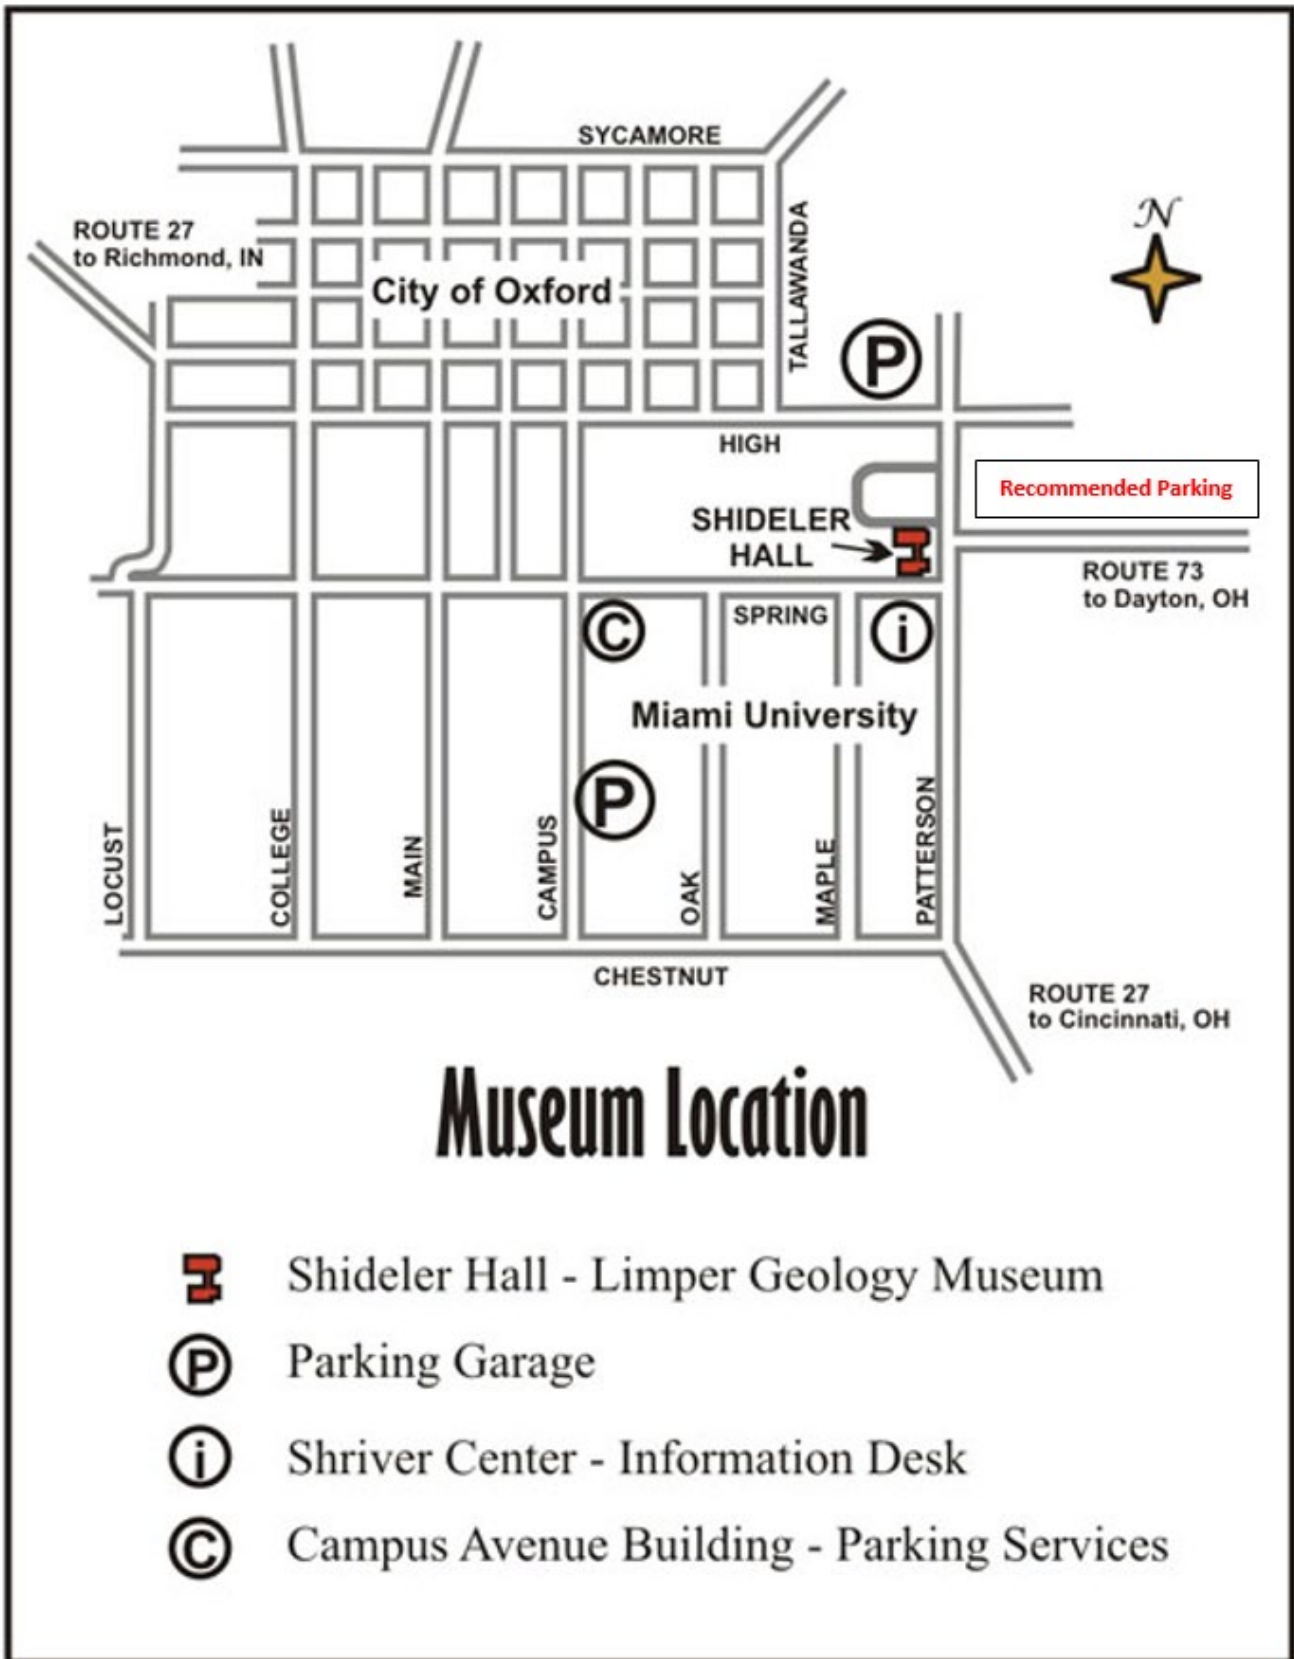 SYCAMORE
N
ROUTE 27
to Richmond, IN
TALLAWANDA
City of Oxford
P
HIGH
Recommended Parking
SHIDELER
HALL
ROUTE 73
to Dayton, OH
C
SPRING
i
Miami University
P
LOCUST
COLLEGE
MAIN
CAMPUS
OAK
MAPLE
PATTERSON
CHESTNUT
ROUTE 27
to Cincinnati, OH
Museum Location
Shideler Hall - Limper Geology Museum
P Parking Garage
i Shriver Center - Information Desk
C Campus Avenue Building - Parking Services